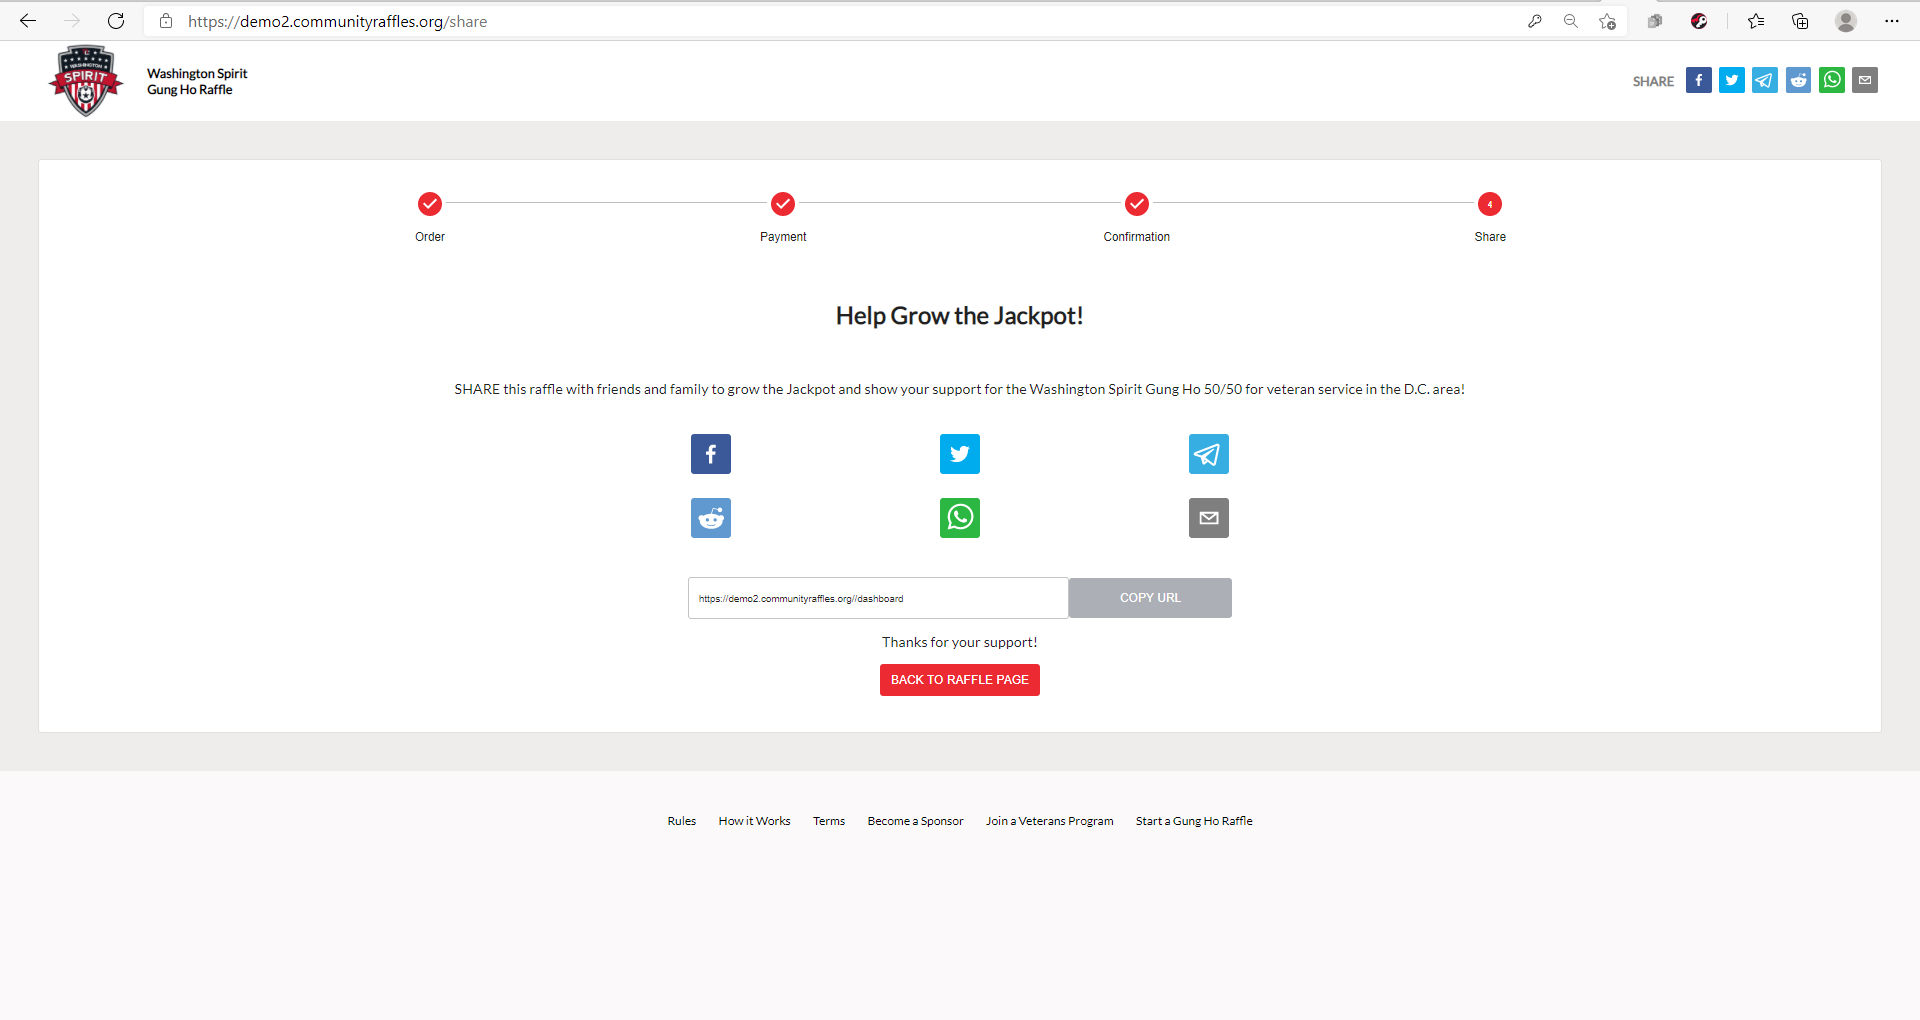 https://demo2.communityraffles.org/share
WASHINGTON
SPIRIT
Washington Spirit
Gung Ho Raffle
SHARE
Order
Payment
Confirmation
4
Share
Help Grow the Jackpot!
SHARE this raffle with friends and family to grow the Jackpot and show your support for the Washington Spirit Gung Ho 50/50 for veteran service in the D.C. area!
https://demo2.communityraffles.org//dashboard
COPY URL
Thanks for your support!
BACK TO RAFFLE PAGE
Rules How it Works Terms Become a Sponsor Join a Veterans Program Start a Gung Ho Raffle